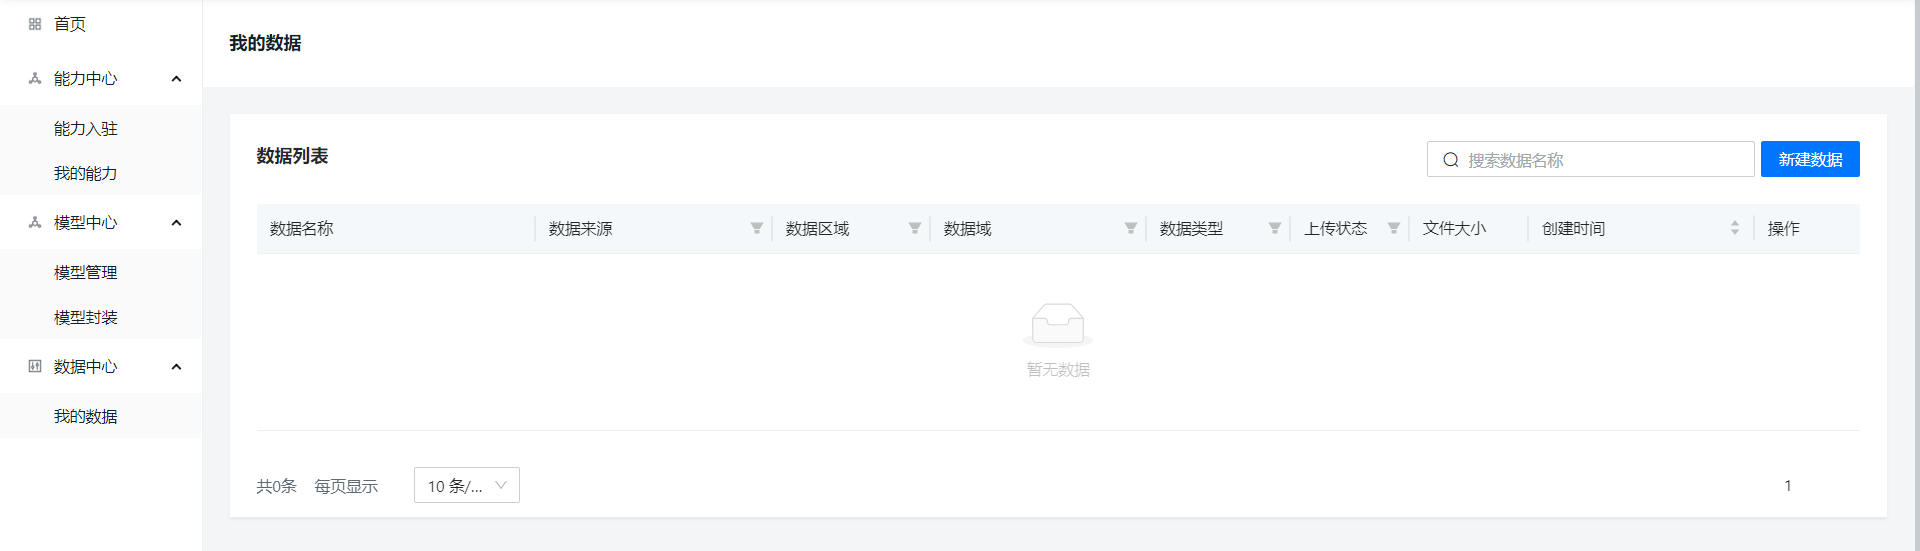 首页
能力中心
能力入驻
我的能力
模型中心
模型管理
模型封装
数据中心
我的数据
我的数据
数据列表
搜索数据名称
新建数据
数据名称 数据来源 数据区域 数据域 数据类型 上传状态 文件大小 创建时间 操作
暂无数据
共0条 每页显示 10 条/... 1